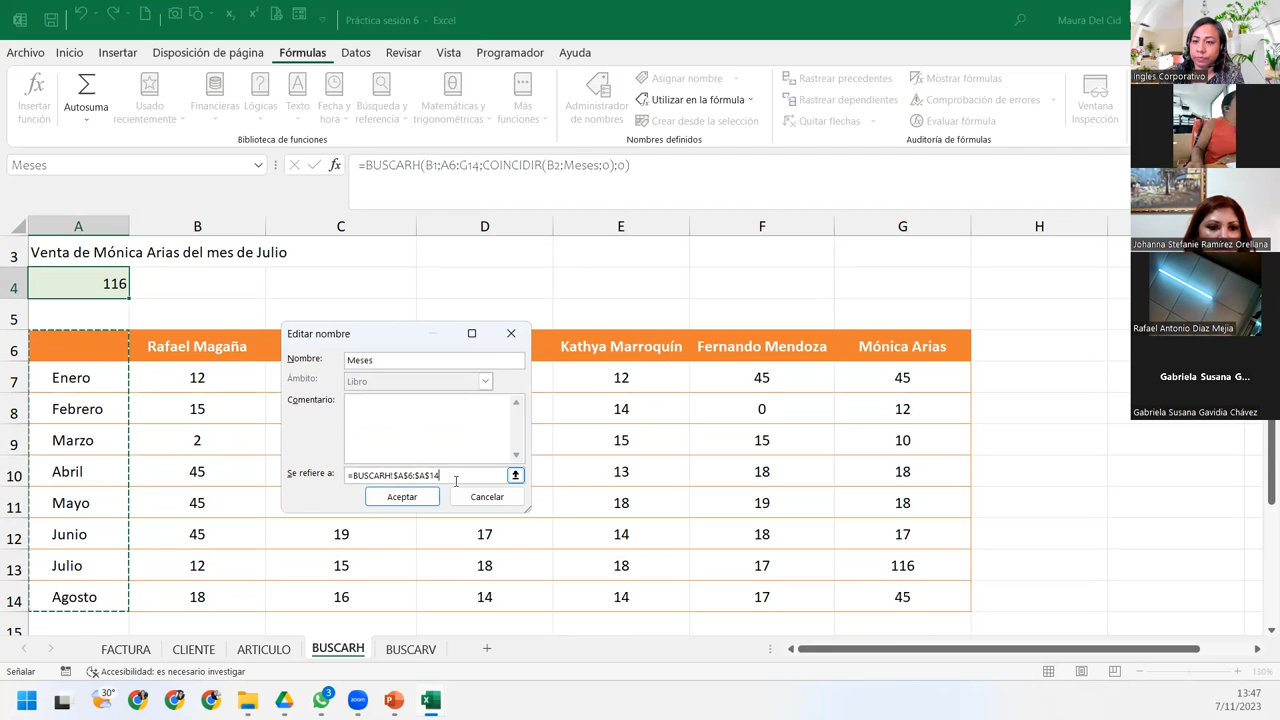 Práctica sesión 6 - Excel
Maura Del Cid
Archivo Inicio Insertar Disposición de página Fórmulas Datos Revisar Vista Programador Ayuda
Insertar función
Autosuma
Usado recientemente
Financieras
Lógicas
Texto
Fecha y hora
Búsqueda y referencia
Matemáticas y trigonométricas
Más funciones
Biblioteca de funciones
Administrador de nombres
Asignar nombre
Utilizar en la fórmula
Crear desde la selección
Nombres definidos
Rastrear precedentes
Rastrear dependientes
Quitar flechas
Mostrar fórmulas
Comprobación de errores
Evaluar fórmula
Auditoría de fórmulas
Ventana Inspección
Meses
fx
=BUSCARH(B1;A6:G14;COINCIDIR(B2;Meses;0);0)
A B C D E F G H
3 Venta de Mónica Arias del mes de Julio
4 116
5
6 Rafael Magaña Kathya Marroquín Fernando Mendoza Mónica Arias
7 Enero 12 12 45 45
8 Febrero 15 14 0 12
9 Marzo 2 15 15 10
10 Abril 45 13 18 18
11 Mayo 45 18 19 18
12 Junio 45 19 17 14 18 17
13 Julio 12 15 18 18 17 116
14 Agosto 18 16 14 14 17 45
15
Editar nombre
Nombre: Meses
Ámbito: Libro
Comentario:
Se refiere a: =BUSCARH!$A$6:$A$14
Aceptar Cancelar
FACTURA CLIENTE ARTICULO BUSCARH BUSCARV
Señalar
Accesibilidad: es necesario investigar
130%
30°
3
13:47
7/11/2023
Ingles Corporativo
Johanna Stefanie Ramírez Orellana
Rafael Antonio Diaz Mejia
Gabriela Susana G...
Gabriela Susana Gavidia Chávez